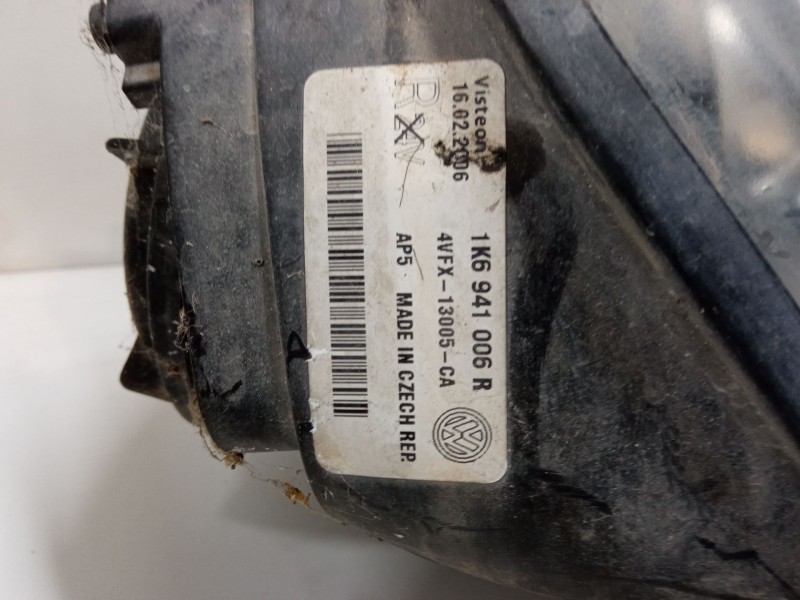 Visteon
16.02.2006
R
1K6 941 006 R
4VFX-13005-CA
AP5. MADE IN CZECH REP.